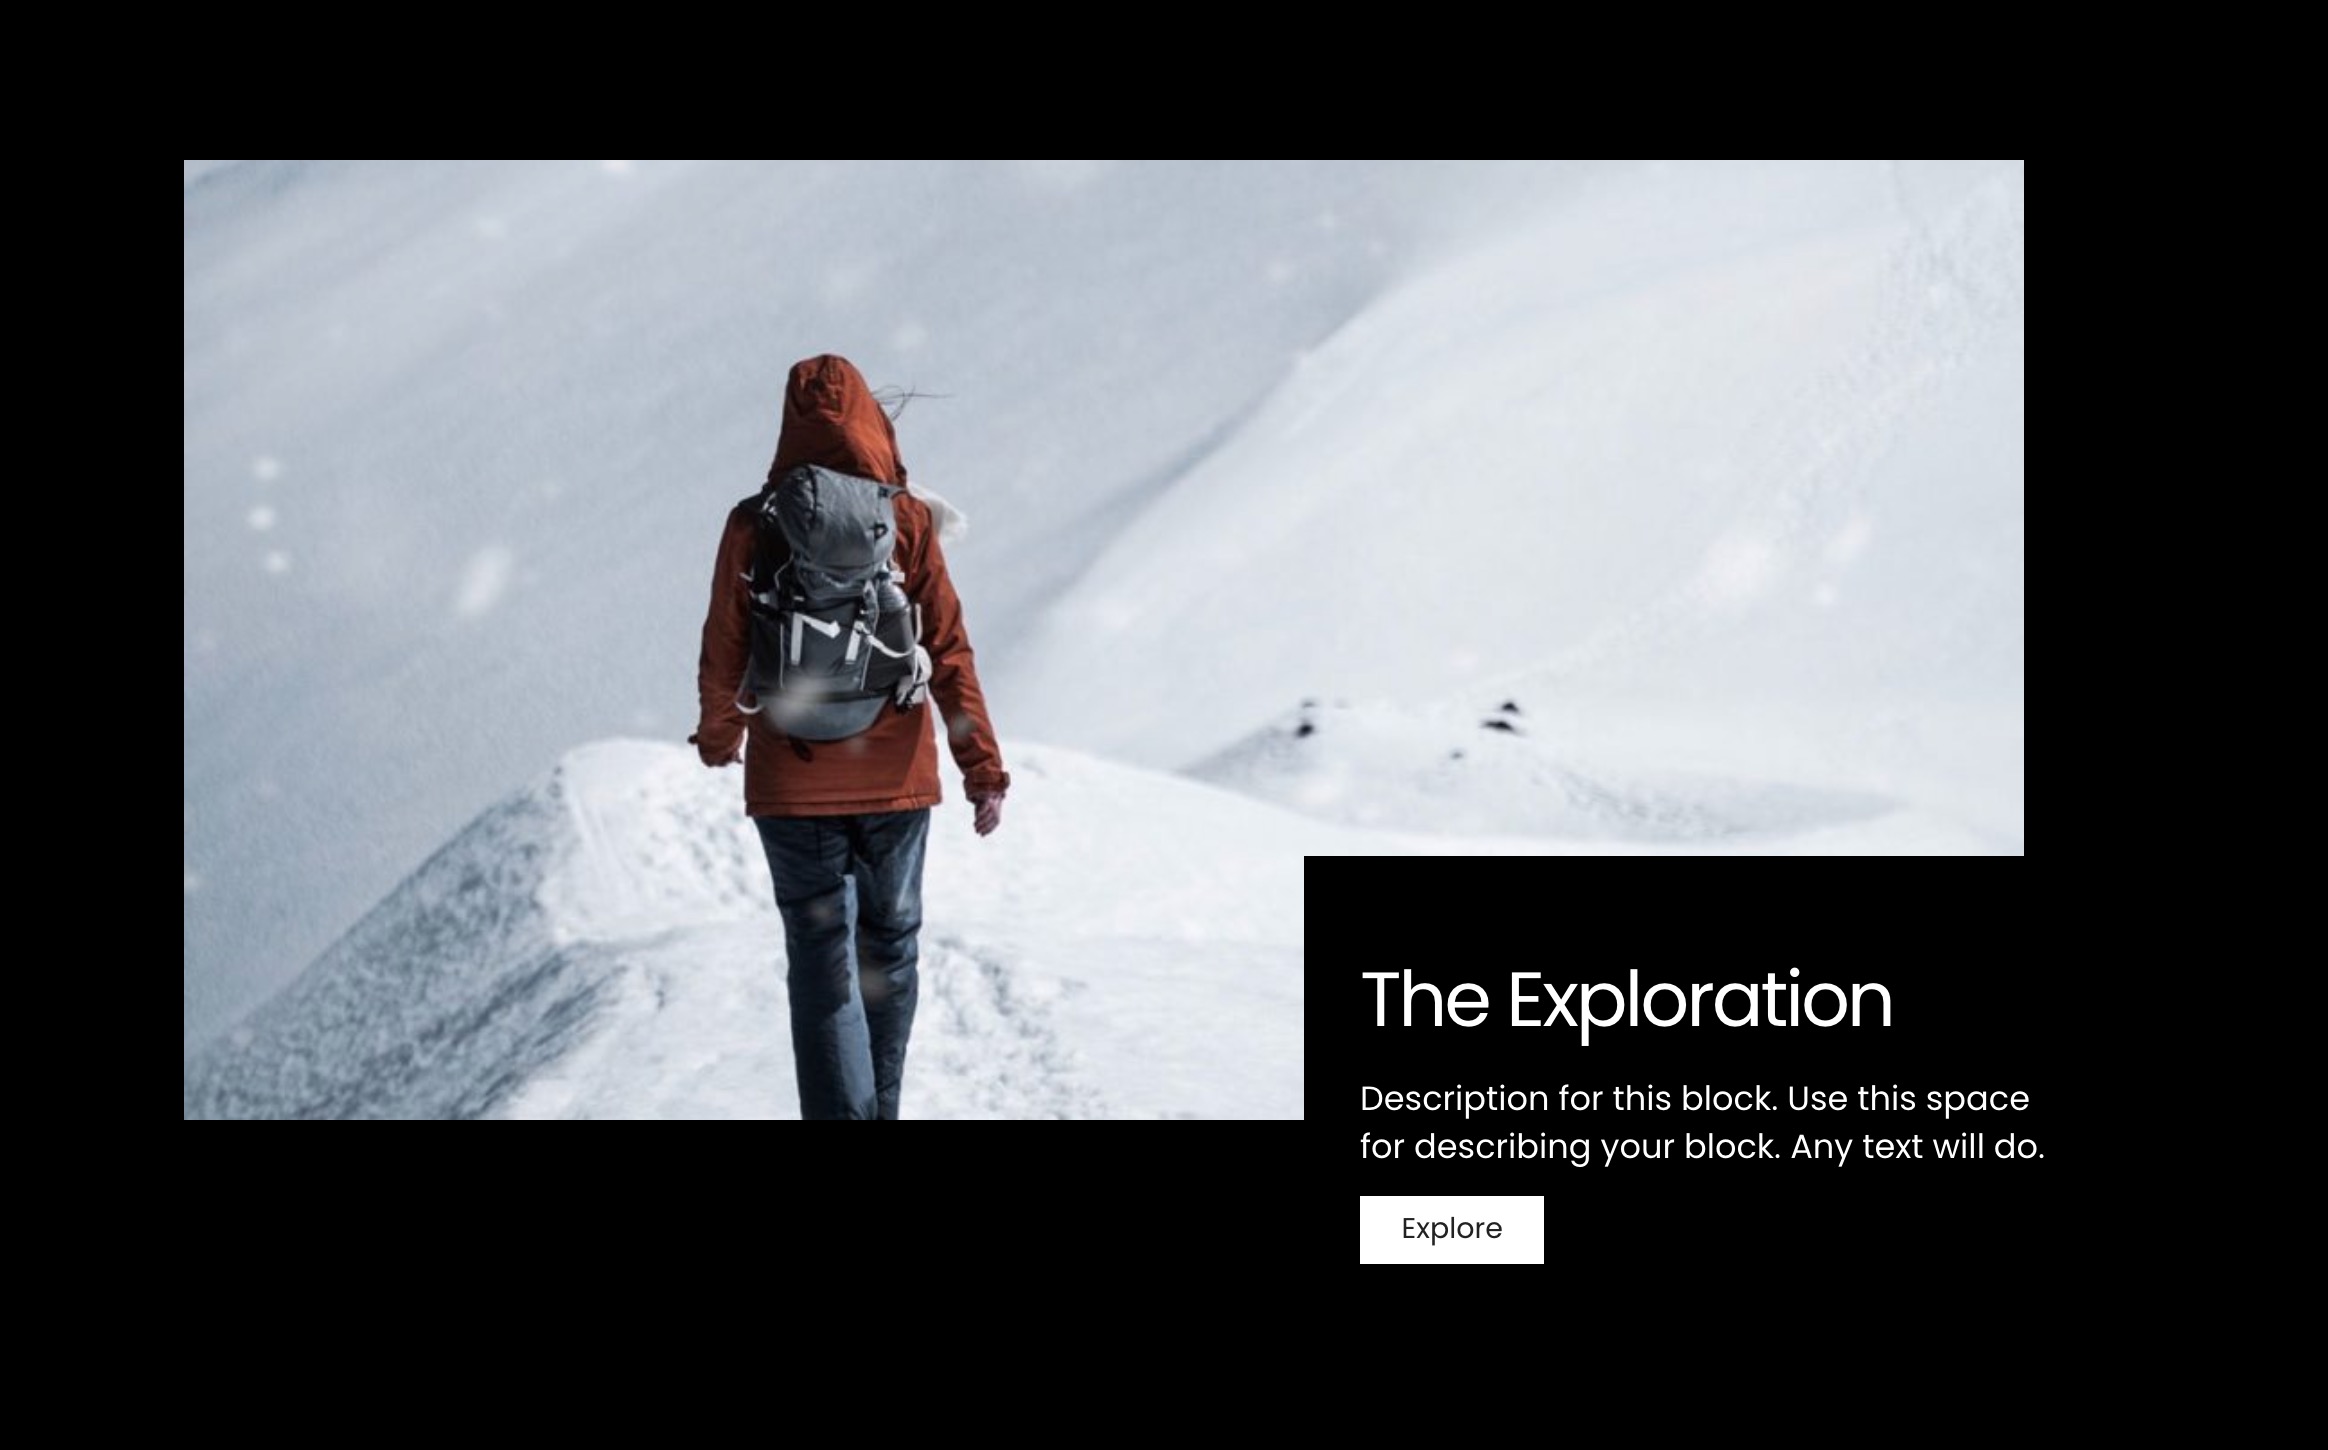 The Exploration
Description for this block. Use this space
for describing your block. Any text will do.
Explore